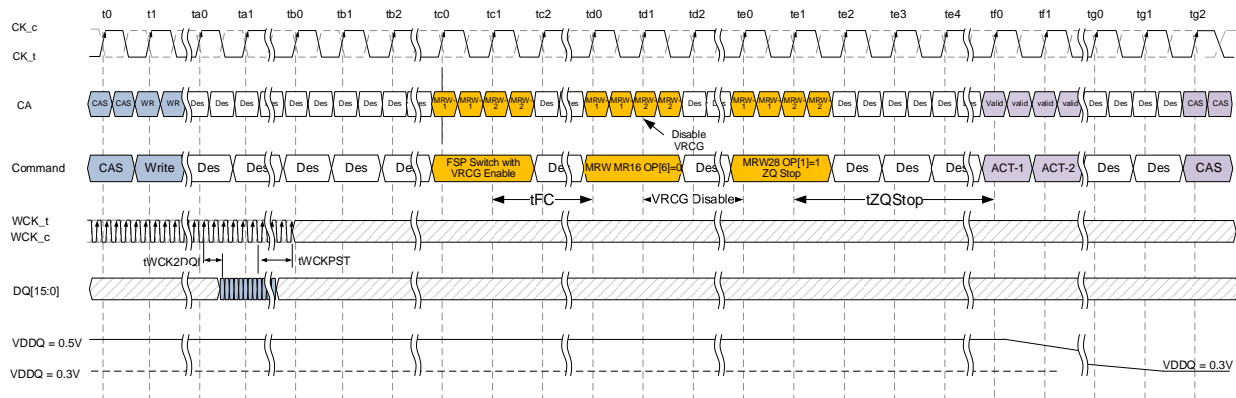 t0 t1 ta0 ta1 tb0 tb1 tb2 tc0 tc1 tc2 td0 td1 td2 te0 te1 te2 te3 te4 tf0 tf1 tg0 tg1 tg2
CK_c
CK_t
CA CAS CAS WR WR Des Des Des Des Des Des Des Des Des MRW-1 MRW-1 MRW-2 MRW-2 Des MRW-1 MRW-1 MRW-2 MRW-2 Des MRW-1 MRW-1 MRW-2 MRW-2 Des Des Des Des Des Valid valid valid valid Des Des Des CAS CAS
Disable
VRCG
Command CAS Write Des Des Des Des FSP Switch with VRCG Enable MRW MR16 OP[6]=0 Des MRW28 OP[1]=1 ZQ Stop Des Des Des ACT-1 ACT-2 Des Des CAS
tFC VRCG Disable tZQStop
WCK_t
WCK_c
tWCK2DQI tWCKPST
DQ[15:0]
VDDQ = 0.5V
VDDQ = 0.3V VDDQ = 0.3V